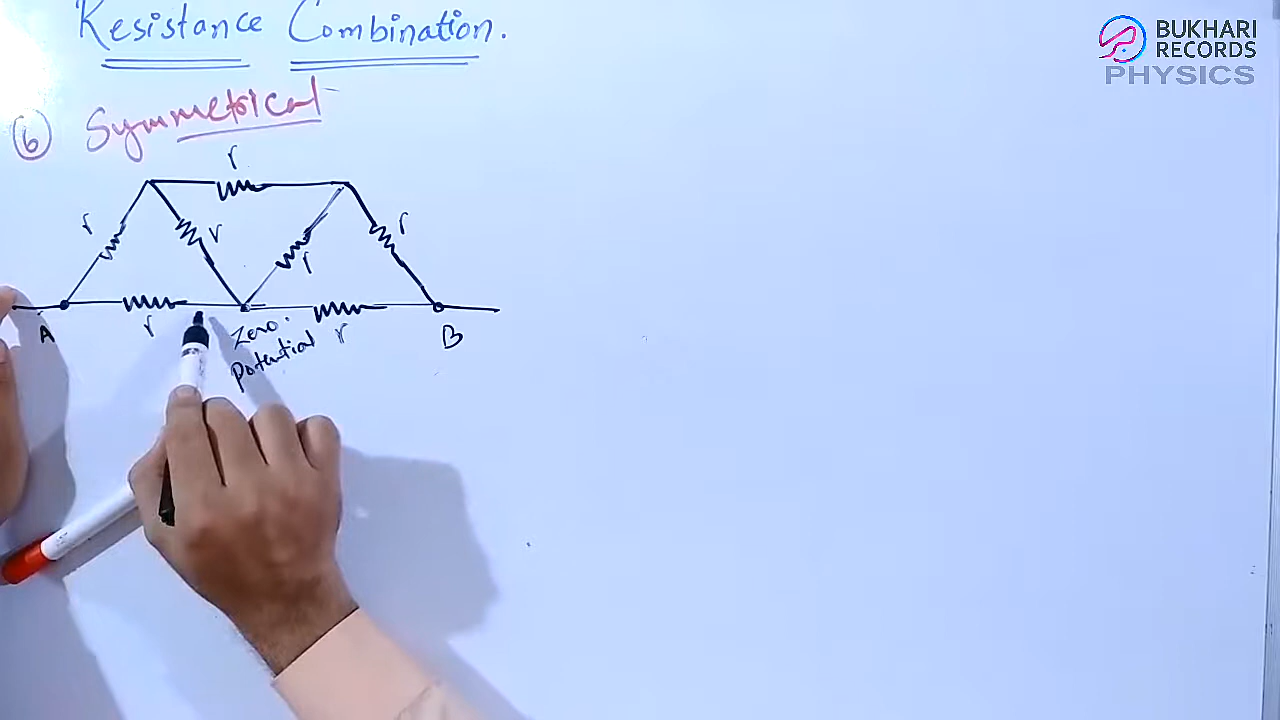 Resistance Combination.
BUKHARI
RECORDS
PHYSICS
6 Symmetrical
r
r
r
r
r
A
r
Zero.
Potential
r
B